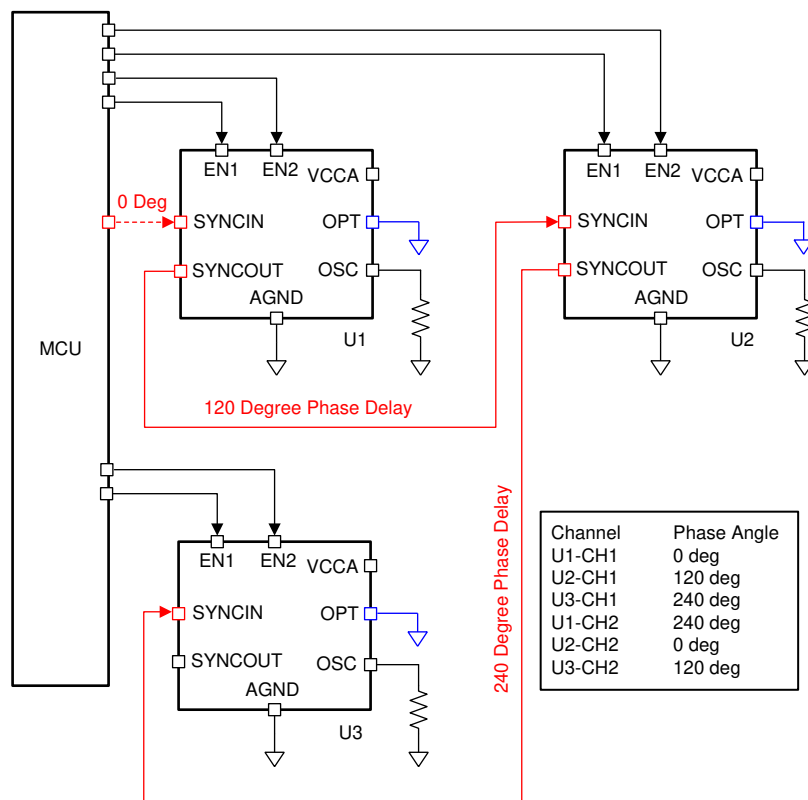 MCU
0 Deg
EN1
EN2
VCCA
SYNCIN
OPT
SYNCOUT
OSC
AGND
U1
EN1
EN2
VCCA
SYNCIN
OPT
SYNCOUT
OSC
AGND
U2
120 Degree Phase Delay
240 Degree Phase Delay
EN1
EN2
VCCA
SYNCIN
OPT
SYNCOUT
OSC
AGND
U3
Channel Phase Angle
U1-CH1 0 deg
U2-CH1 120 deg
U3-CH1 240 deg
U1-CH2 240 deg
U2-CH2 0 deg
U3-CH2 120 deg